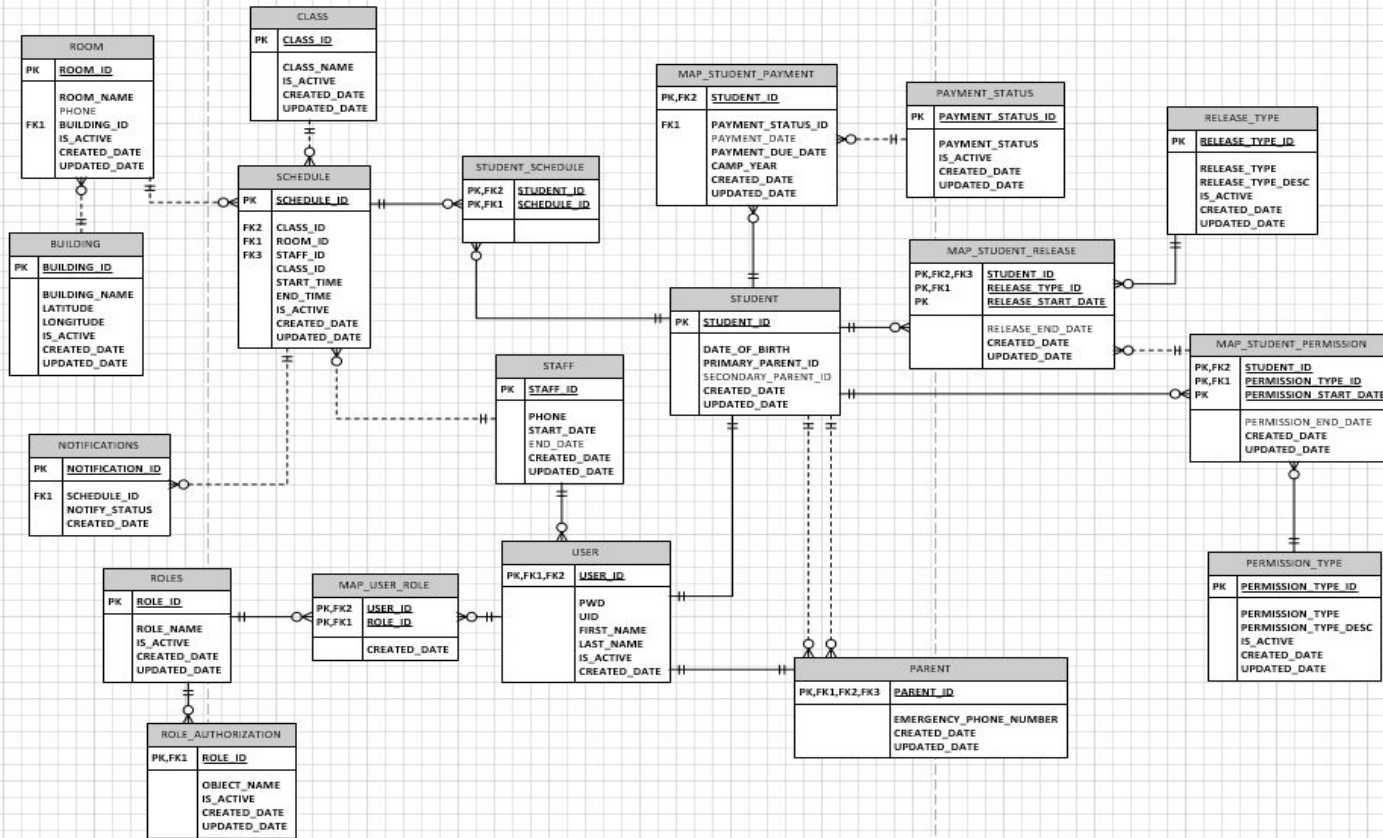 CLASS
PK CLASS_ID
CLASS_NAME
IS_ACTIVE
CREATED_DATE
UPDATED_DATE
ROOM
PK ROOM_ID
ROOM_NAME
PHONE
FK1 BUILDING_ID
IS_ACTIVE
CREATED_DATE
UPDATED_DATE
BUILDING
PK BUILDING_ID
BUILDING_NAME
LATITUDE
LONGITUDE
IS_ACTIVE
CREATED_DATE
UPDATED_DATE
SCHEDULE
PK SCHEDULE_ID
FK2 CLASS_ID
FK1 ROOM_ID
FK3 STAFF_ID
CLASS_ID
START_TIME
END_TIME
IS_ACTIVE
CREATED_DATE
UPDATED_DATE
STUDENT_SCHEDULE
PK,FK2 STUDENT_ID
PK,FK1 SCHEDULE_ID
MAP_STUDENT_PAYMENT
PK,FK2 STUDENT_ID
FK1 PAYMENT_STATUS_ID
PAYMENT_DATE
PAYMENT_DUE_DATE
CAMP_YEAR
CREATED_DATE
UPDATED_DATE
PAYMENT_STATUS
PK PAYMENT_STATUS_ID
PAYMENT_STATUS
IS_ACTIVE
CREATED_DATE
UPDATED_DATE
RELEASE_TYPE
PK RELEASE_TYPE_ID
RELEASE_TYPE
RELEASE_TYPE_DESC
IS_ACTIVE
CREATED_DATE
UPDATED_DATE
MAP_STUDENT_RELEASE
PK,FK2,FK3 STUDENT_ID
PK,FK1 RELEASE_TYPE_ID
PK RELEASE_START_DATE
RELEASE_END_DATE
CREATED_DATE
UPDATED_DATE
STUDENT
PK STUDENT_ID
DATE_OF_BIRTH
PRIMARY_PARENT_ID
SECONDARY_PARENT_ID
CREATED_DATE
UPDATED_DATE
MAP_STUDENT_PERMISSION
PK,FK2 STUDENT_ID
PK,FK1 PERMISSION_TYPE_ID
PK PERMISSION_START_DATE
PERMISSION_END_DATE
CREATED_DATE
UPDATED_DATE
STAFF
PK STAFF_ID
PHONE
START_DATE
END_DATE
CREATED_DATE
UPDATED_DATE
NOTIFICATIONS
PK NOTIFICATION_ID
FK1 SCHEDULE_ID
NOTIFY_STATUS
CREATED_DATE
USER
PK,FK1,FK2 USER_ID
PWD
UID
FIRST_NAME
LAST_NAME
IS_ACTIVE
CREATED_DATE
PERMISSION_TYPE
PK PERMISSION_TYPE_ID
PERMISSION_TYPE
PERMISSION_TYPE_DESC
IS_ACTIVE
CREATED_DATE
UPDATED_DATE
ROLES
PK ROLE_ID
ROLE_NAME
IS_ACTIVE
CREATED_DATE
UPDATED_DATE
MAP_USER_ROLE
PK,FK2 USER_ID
PK,FK1 ROLE_ID
CREATED_DATE
PARENT
PK,FK1,FK2,FK3 PARENT_ID
EMERGENCY_PHONE_NUMBER
CREATED_DATE
UPDATED_DATE
ROLE_AUTHORIZATION
PK,FK1 ROLE_ID
OBJECT_NAME
IS_ACTIVE
CREATED_DATE
UPDATED_DATE